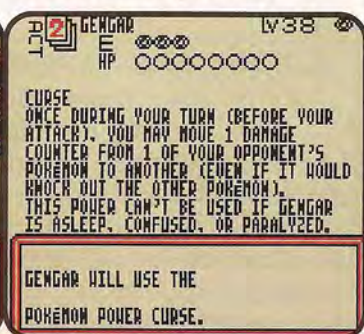 ACT 2 GENGAR LV38
E
HP
CURSE
ONCE DURING YOUR TURN (BEFORE YOUR
ATTACK), YOU MAY MOVE 1 DAMAGE
COUNTER FROM 1 OF YOUR OPPONENT'S
POKéMON TO ANOTHER (EVEN IF IT WOULD
KNOCK OUT THE OTHER POKéMON).
THIS POWER CAN'T BE USED IF GENGAR
IS ASLEEP, CONFUSED, OR PARALYZED.
GENGAR WILL USE THE
POKéMON POWER CURSE.